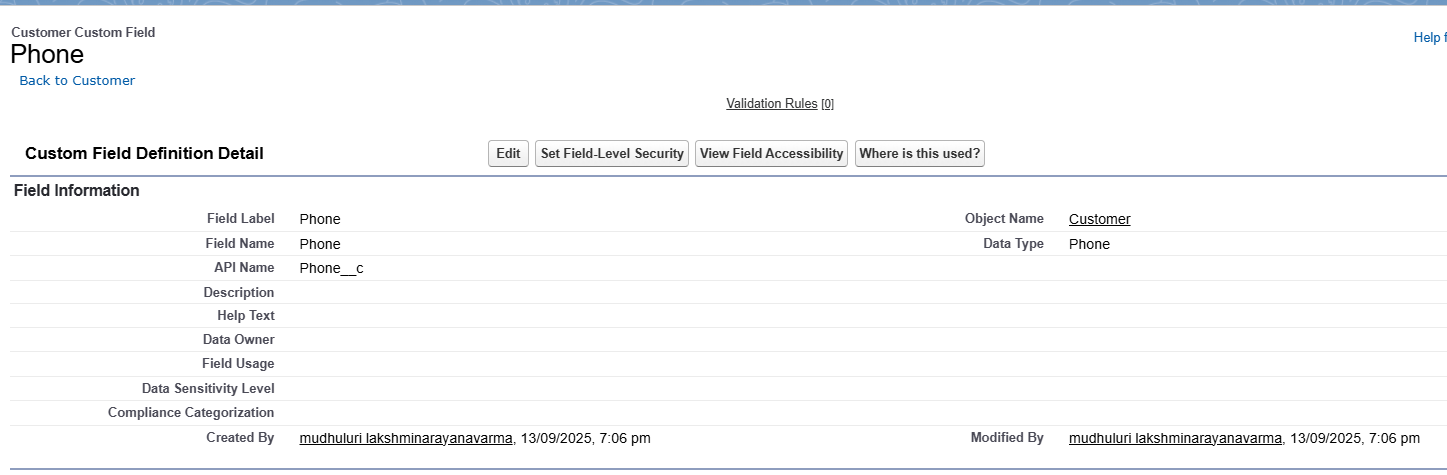 Customer Custom Field
Phone
Help f
Back to Customer
Validation Rules [0]
Custom Field Definition Detail Edit Set Field-Level Security View Field Accessibility Where is this used?
Field Information
Field Label Phone Object Name Customer
Field Name Phone Data Type Phone
API Name Phone__c
Description
Help Text
Data Owner
Field Usage
Data Sensitivity Level
Compliance Categorization
Created By mudhuluri lakshminarayanavarma, 13/09/2025, 7:06 pm Modified By mudhuluri lakshminarayanavarma, 13/09/2025, 7:06 pm